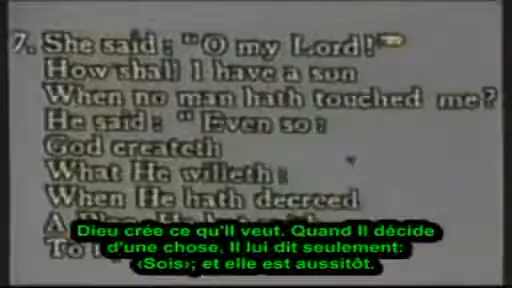 7. She said: "O my Lord!"
How shall I have a son
When no man hath touched me?
He said: "Even so:
God createth
What He willeth:
When He hath decreed
A
To
Dieu crée ce qu'Il veut. Quand Il décide
d'une chose, Il lui dit seulement:
‹Sois›; et elle est aussitôt.